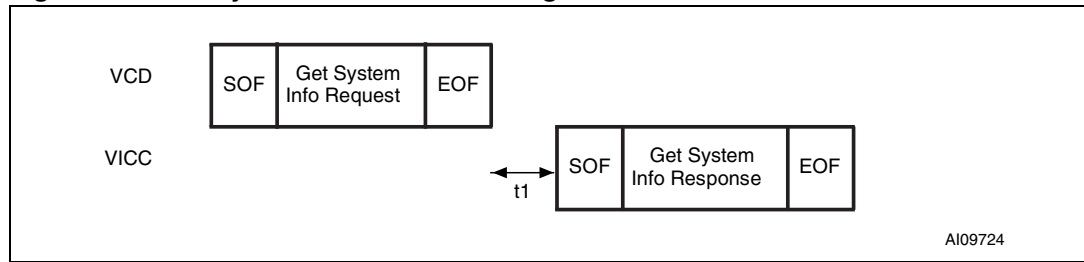 VCD
SOF
Get System
Info Request
EOF
VICC
t1
SOF
Get System
Info Response
EOF
AI09724